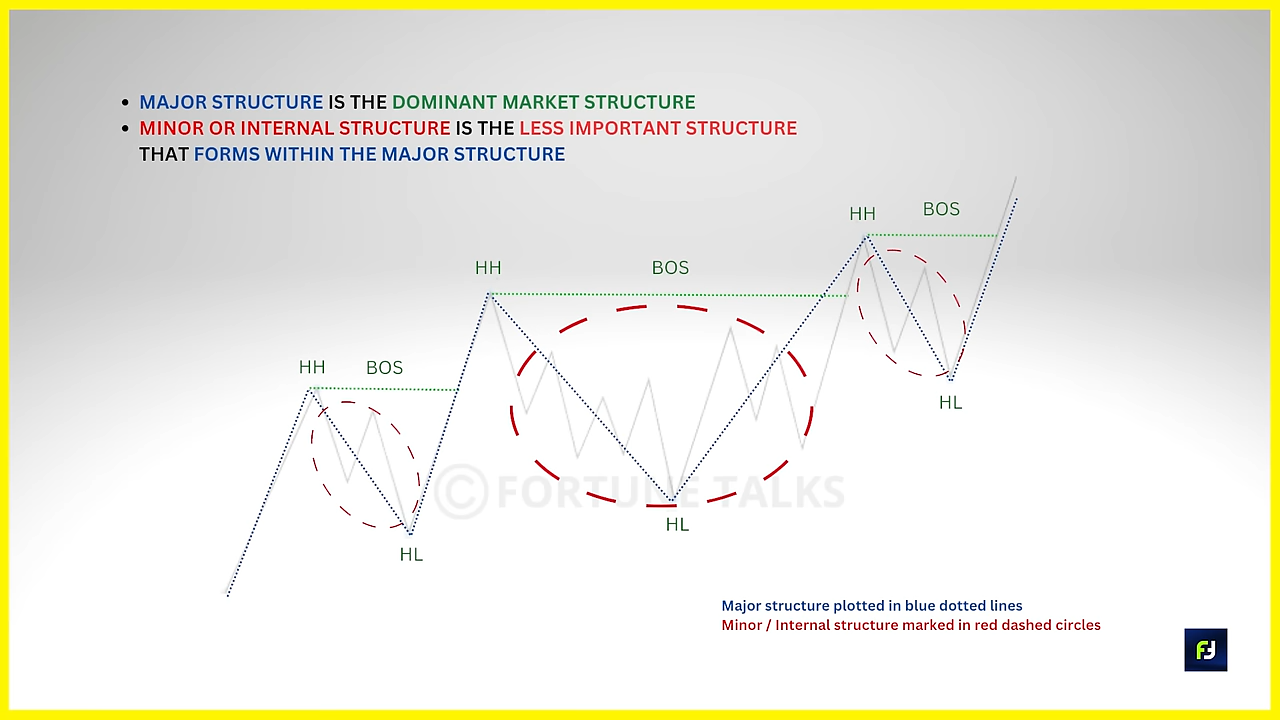 • MAJOR STRUCTURE IS THE DOMINANT MARKET STRUCTURE
• MINOR OR INTERNAL STRUCTURE IS THE LESS IMPORTANT STRUCTURE
THAT FORMS WITHIN THE MAJOR STRUCTURE
HH
BOS
HH
BOS
HH
BOS
HL
HL
HL
© FORTUNE TALKS
Major structure plotted in blue dotted lines
Minor / Internal structure marked in red dashed circles